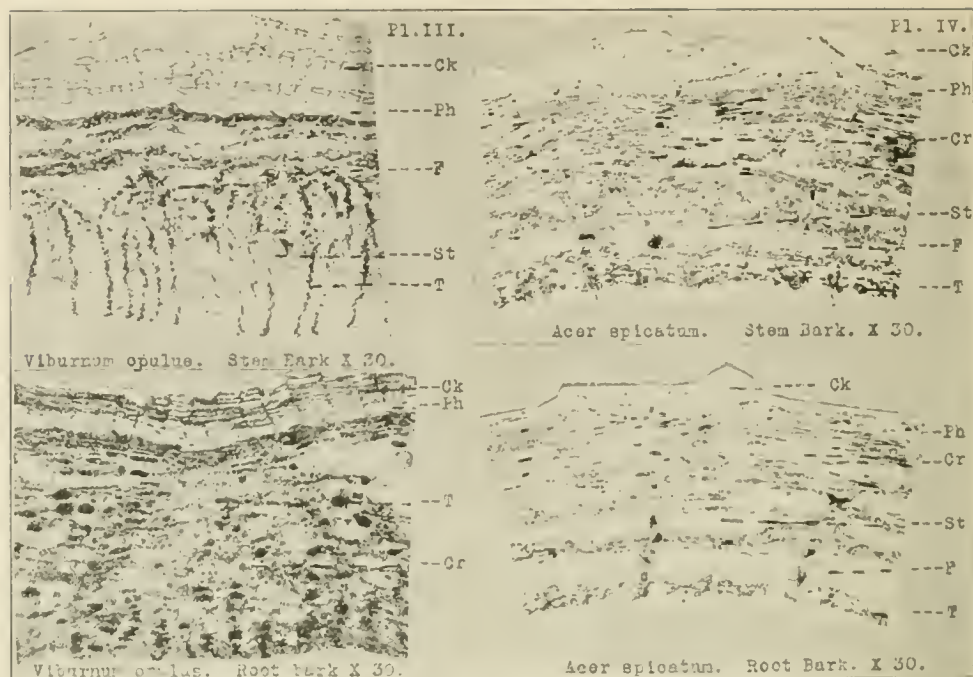 Pl.III.
Ck
Ph
F
St
T
Viburnum opulus. Stem Bark X 30.
Pl. IV.
Ck
Ph
Cr
St
F
T
Acer spicatum. Stem Bark. X 30.
Ck
Ph
T
Cr
Viburnum opulus. Root bark X 30.
Ck
Ph
Cr
St
F
T
Acer spicatum. Root Bark. X 30.